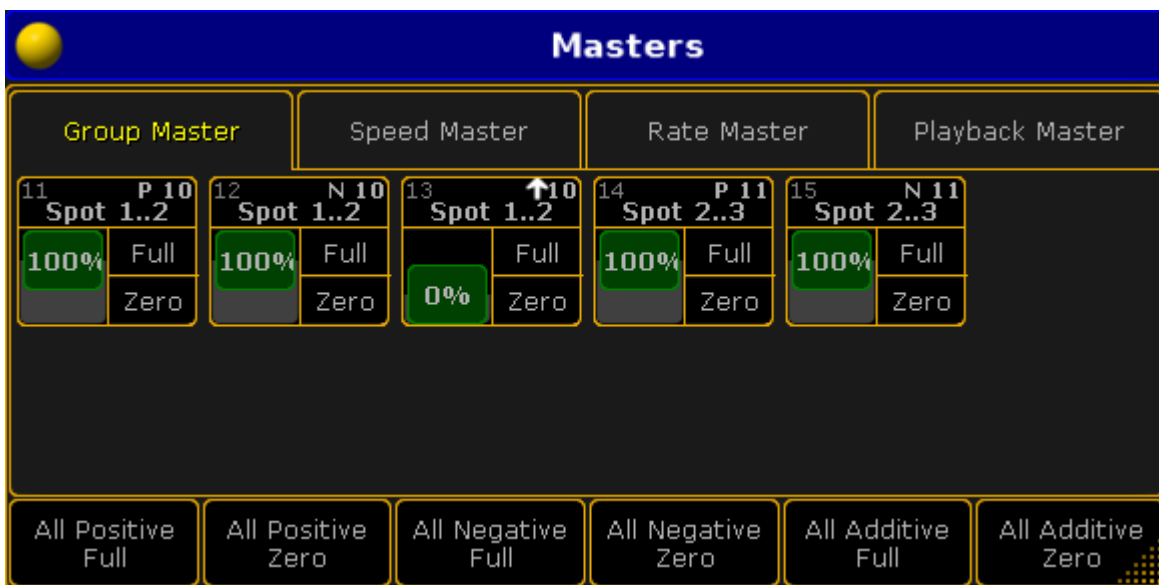 Masters
Group Master Speed Master Rate Master Playback Master
11 P 10 12 N 10 13 10 14 P 11 15 N 11
Spot 1..2 Spot 1..2 Spot 1..2 Spot 2..3 Spot 2..3
100% Full 100% Full Full 100% Full 100% Full
Zero Zero 0% Zero Zero Zero
All Positive All Positive All Negative All Negative All Additive All Additive
Full Zero Full Zero Full Zero